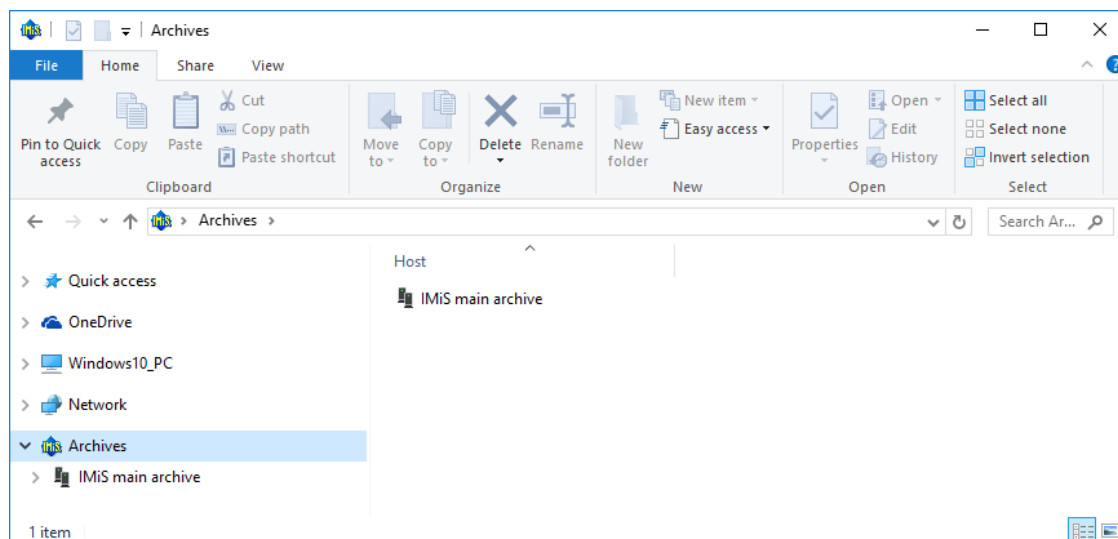 IMiS Archives
File Home Share View
Pin to Quick access
Copy
Paste
Cut
Copy path
Paste shortcut
Clipboard
Move to
Copy to
Delete
Rename
Organize
New folder
New item
Easy access
New
Properties
Open
Edit
History
Open
Select all
Select none
Invert selection
Select
IMiS Archives
Search Ar...
Quick access
OneDrive
Windows10_PC
Network
IMiS Archives
IMiS main archive
Host
IMiS main archive
1 item